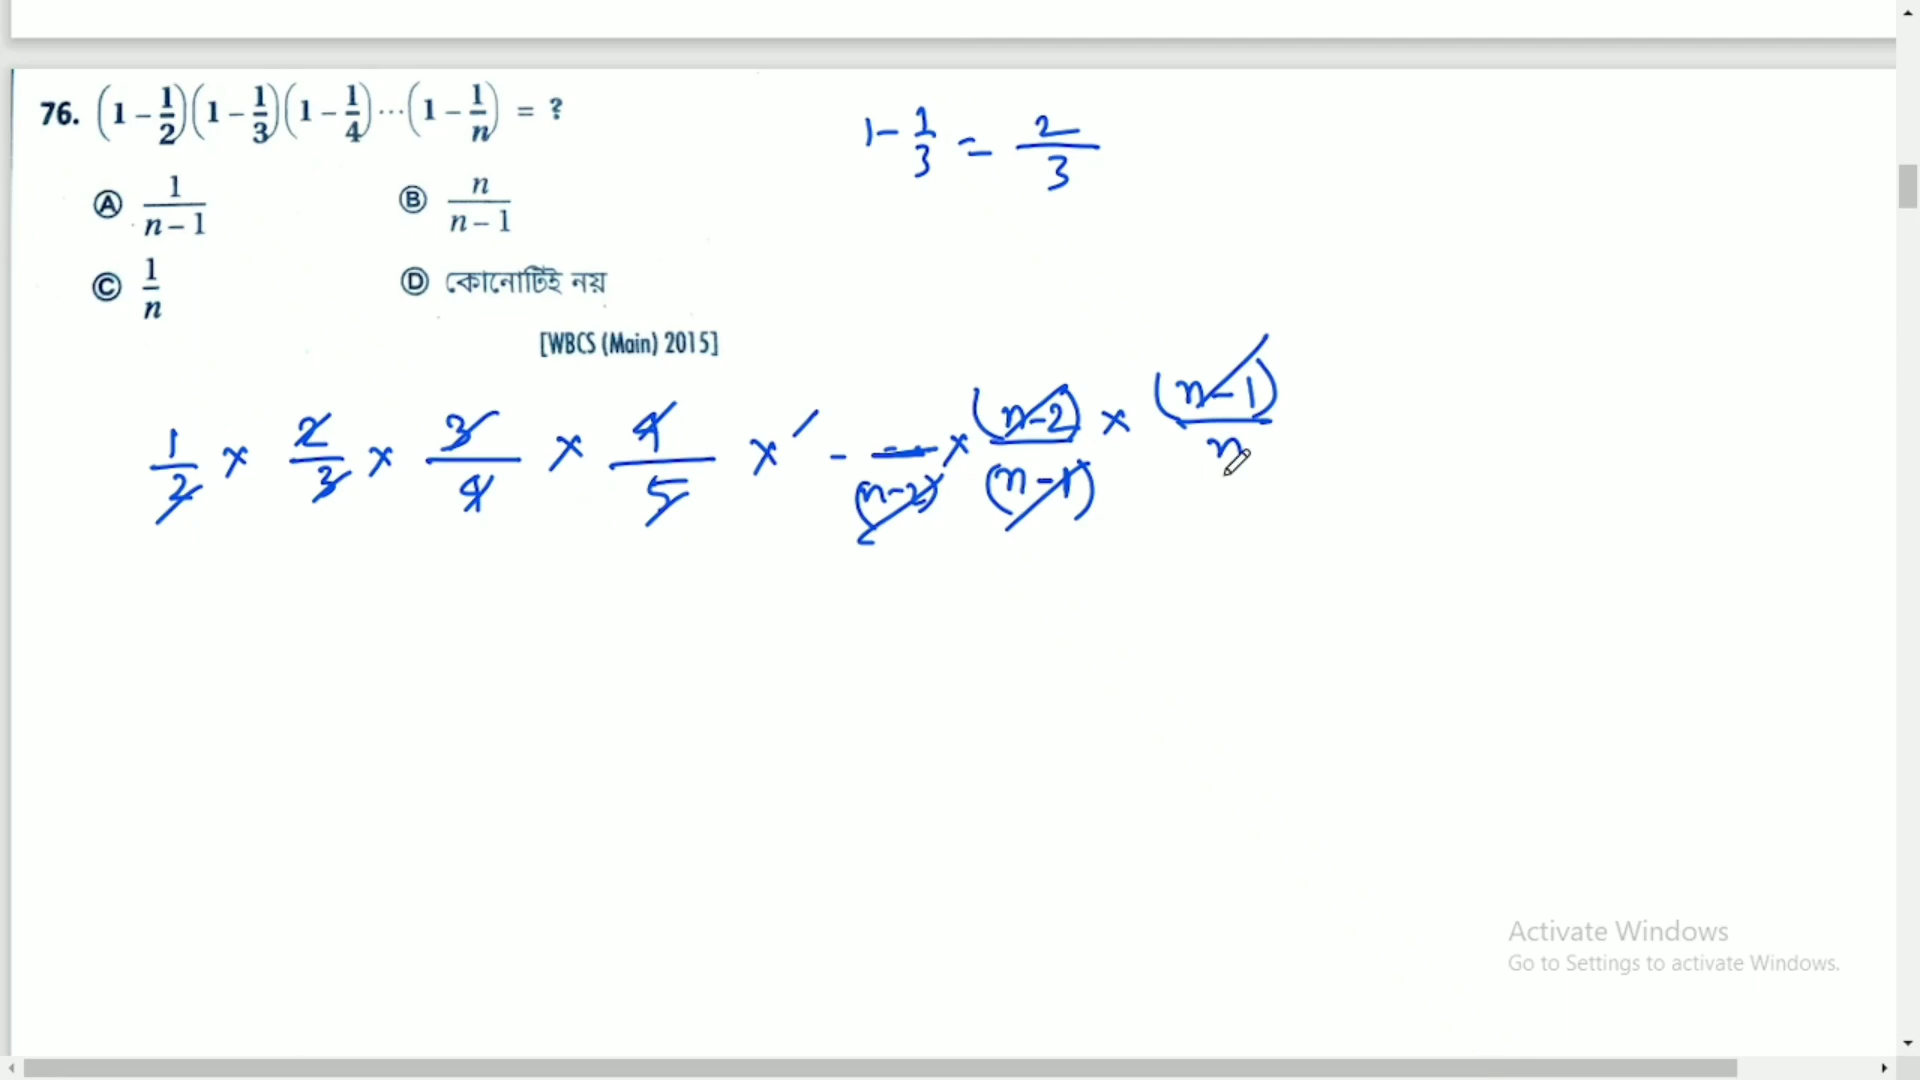 76. (1 - 1/2)(1 - 1/3)(1 - 1/4)...(1 - 1/n) = ?
1 - 1/3 = 2/3
Ⓐ 1/(n - 1) Ⓑ n/(n - 1)
Ⓒ 1/n Ⓓ কোনোটিই নয়
[WBCS (Main) 2015]
1/2 × 2/3 × 3/4 × 4/5 × - - - /(n-2) × (n-2)/(n-1) × (n-1)/n
Activate Windows
Go to Settings to activate Windows.